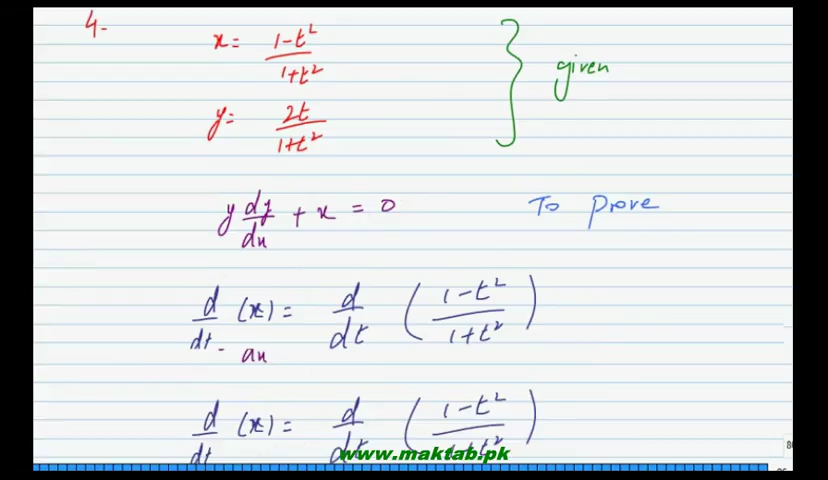 4-
x = 1-t² / 1+t²
given
y = 2t / 1+t²
y dy/dx + x = 0 To prove
d/dt (x) = d/dt (1-t² / 1+t²)
d/dt (x) = d/dt (1-t² / 1+t²)
www.maktab.pk